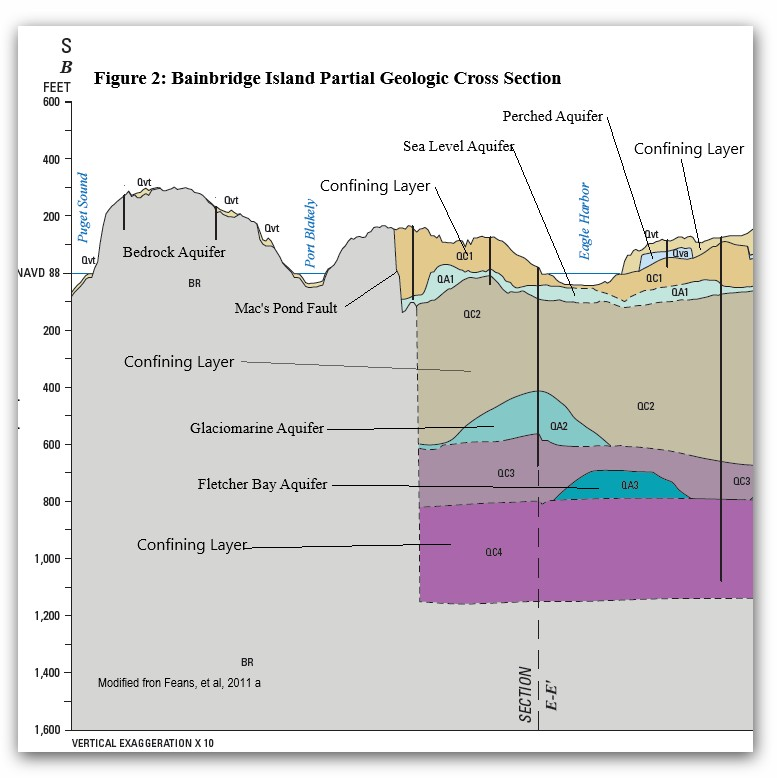 S
B
FEET
Figure 2: Bainbridge Island Partial Geologic Cross Section
600
Perched Aquifer
Sea Level Aquifer
Confining Layer
400
Confining Layer
Qvt
Puget Sound
Qvt
200
Port Blakely
Eagle Harbor
Qvt
Qvt
Bedrock Aquifer
QC1
Qva
Qvt
NAVD 88
BR
QA1
QC1
QA1
Mac's Pond Fault
QC2
200
Confining Layer
400
QC2
Glaciomarine Aquifer
QA2
600
QC3
Fletcher Bay Aquifer
QA3
QC3
800
Confining Layer
QC4
1,000
1,200
BR
1,400
Modified fron Feans, et al, 2011 a
SECTION
E-E'
1,600
VERTICAL EXAGGERATION X 10